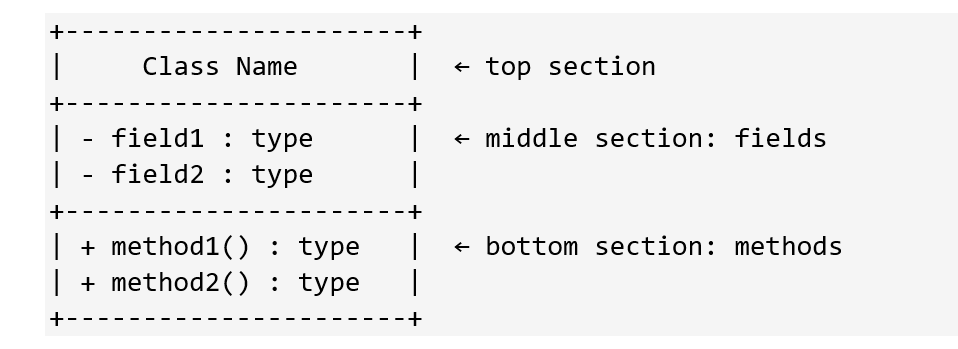 +----------------------+
|     Class Name       |  ← top section
+----------------------+
| - field1 : type      |  ← middle section: fields
| - field2 : type      |
+----------------------+
| + method1() : type   |  ← bottom section: methods
| + method2() : type   |
+----------------------+